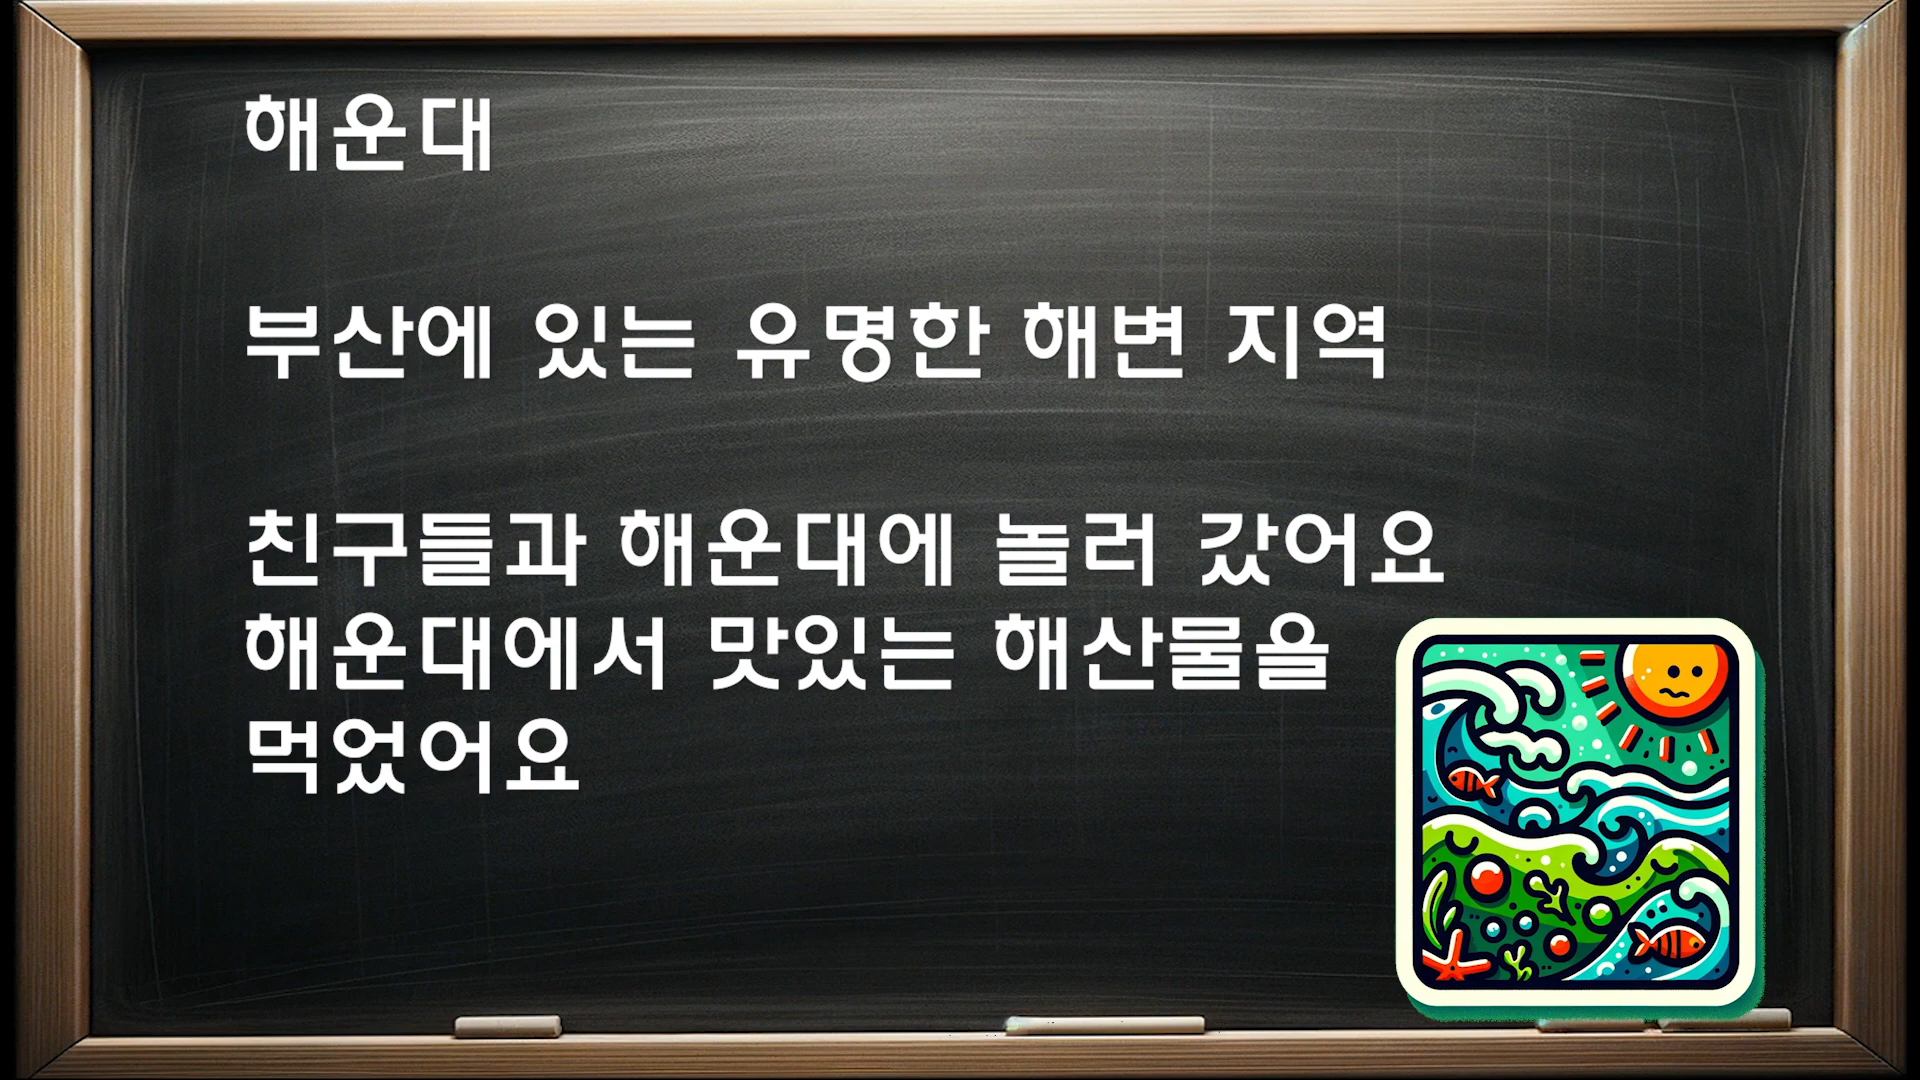 해운대
부산에 있는 유명한 해변 지역
친구들과 해운대에 놀러 갔어요
해운대에서 맛있는 해산물을
먹었어요